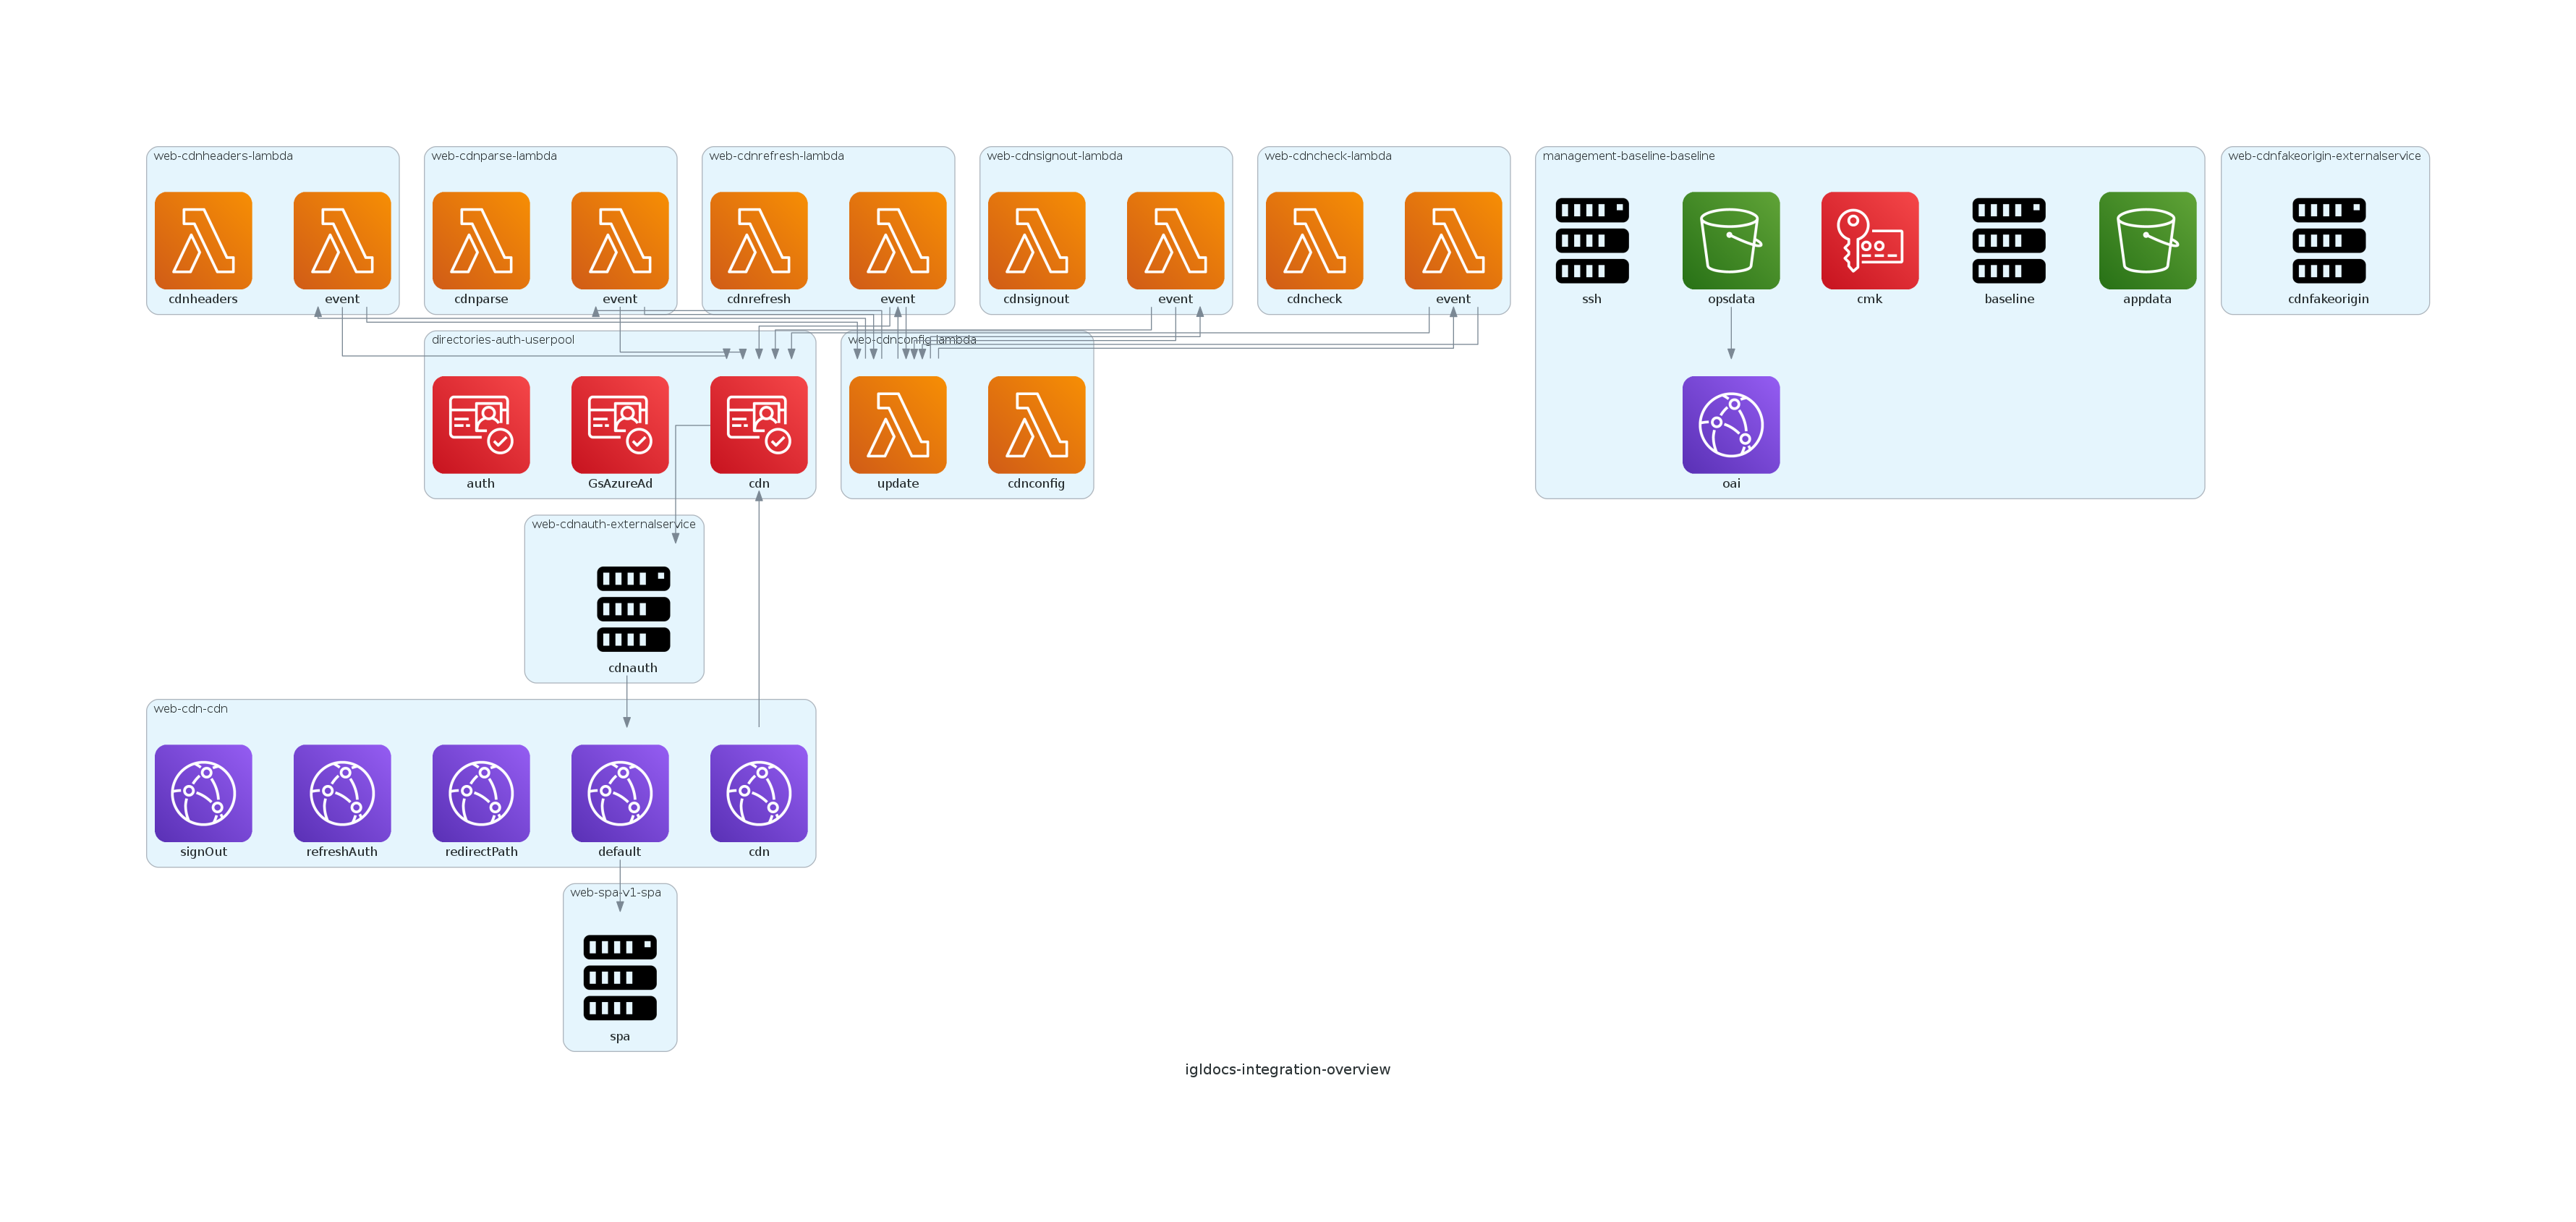 web-cdnheaders-lambda
cdnheaders
event
web-cdnparse-lambda
cdnparse
event
web-cdnrefresh-lambda
cdnrefresh
event
web-cdnsignout-lambda
cdnsignout
event
web-cdncheck-lambda
cdncheck
event
management-baseline-baseline
ssh
opsdata
cmk
baseline
appdata
oai
web-cdnfakeorigin-externalservice
cdnfakeorigin
directories-auth-userpool
auth
GsAzureAd
cdn
web-cdnconfig-lambda
update
cdnconfig
web-cdnauth-externalservice
cdnauth
web-cdn-cdn
signOut
refreshAuth
redirectPath
default
cdn
web-spa-v1-spa
spa
igldocs-integration-overview